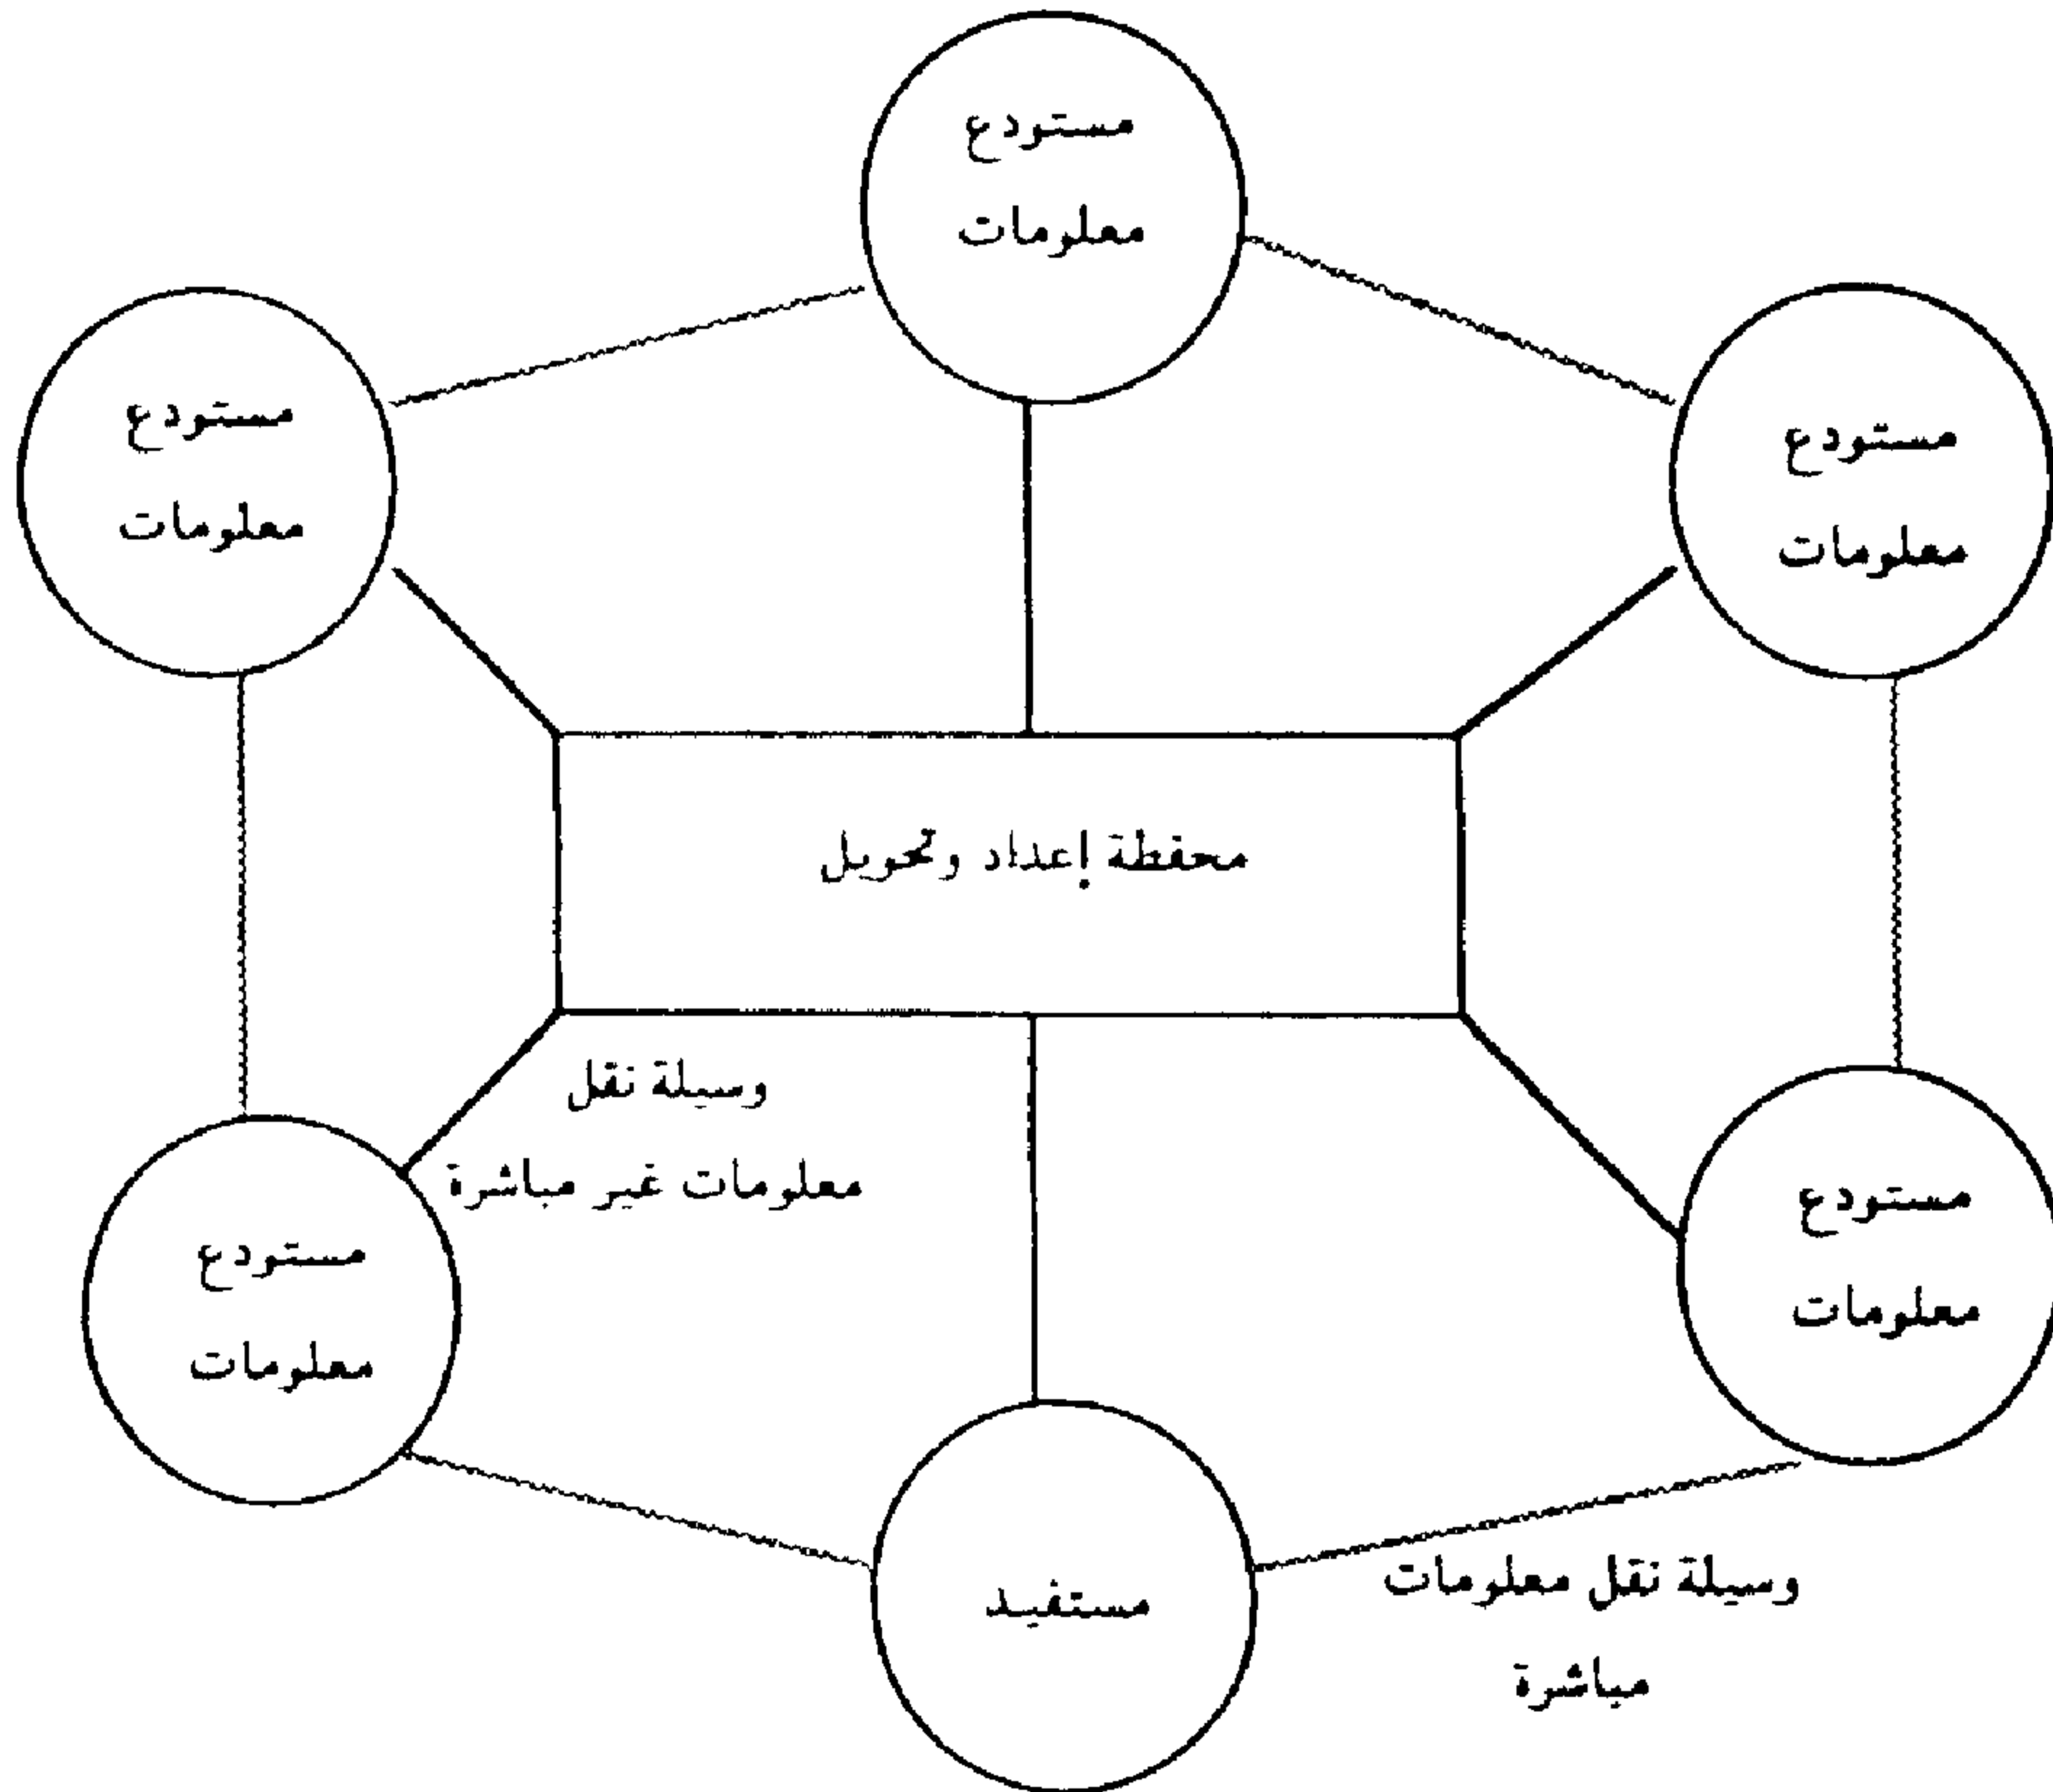 مستودع
معلومات
مستودع
معلومات
مستودع
معلومات
محفطة إعداد وتحويل
وسيلة نقل
معلومات غير مباشرة
مستودع
معلومات
مستودع
معلومات
مستفيد
وسيلة نقل معلومات
مباشرة